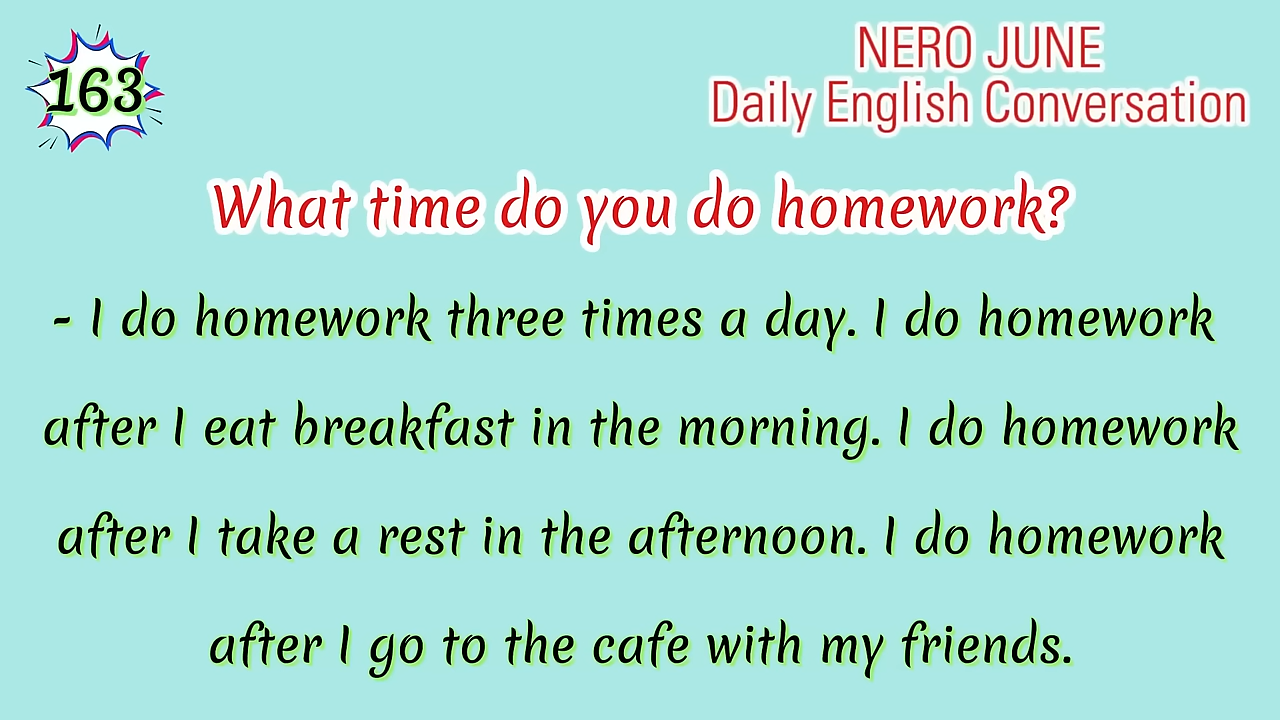 163
NERO JUNE
Daily English Conversation
What time do you do homework?
- I do homework three times a day. I do homework
after I eat breakfast in the morning. I do homework
after I take a rest in the afternoon. I do homework
after I go to the cafe with my friends.